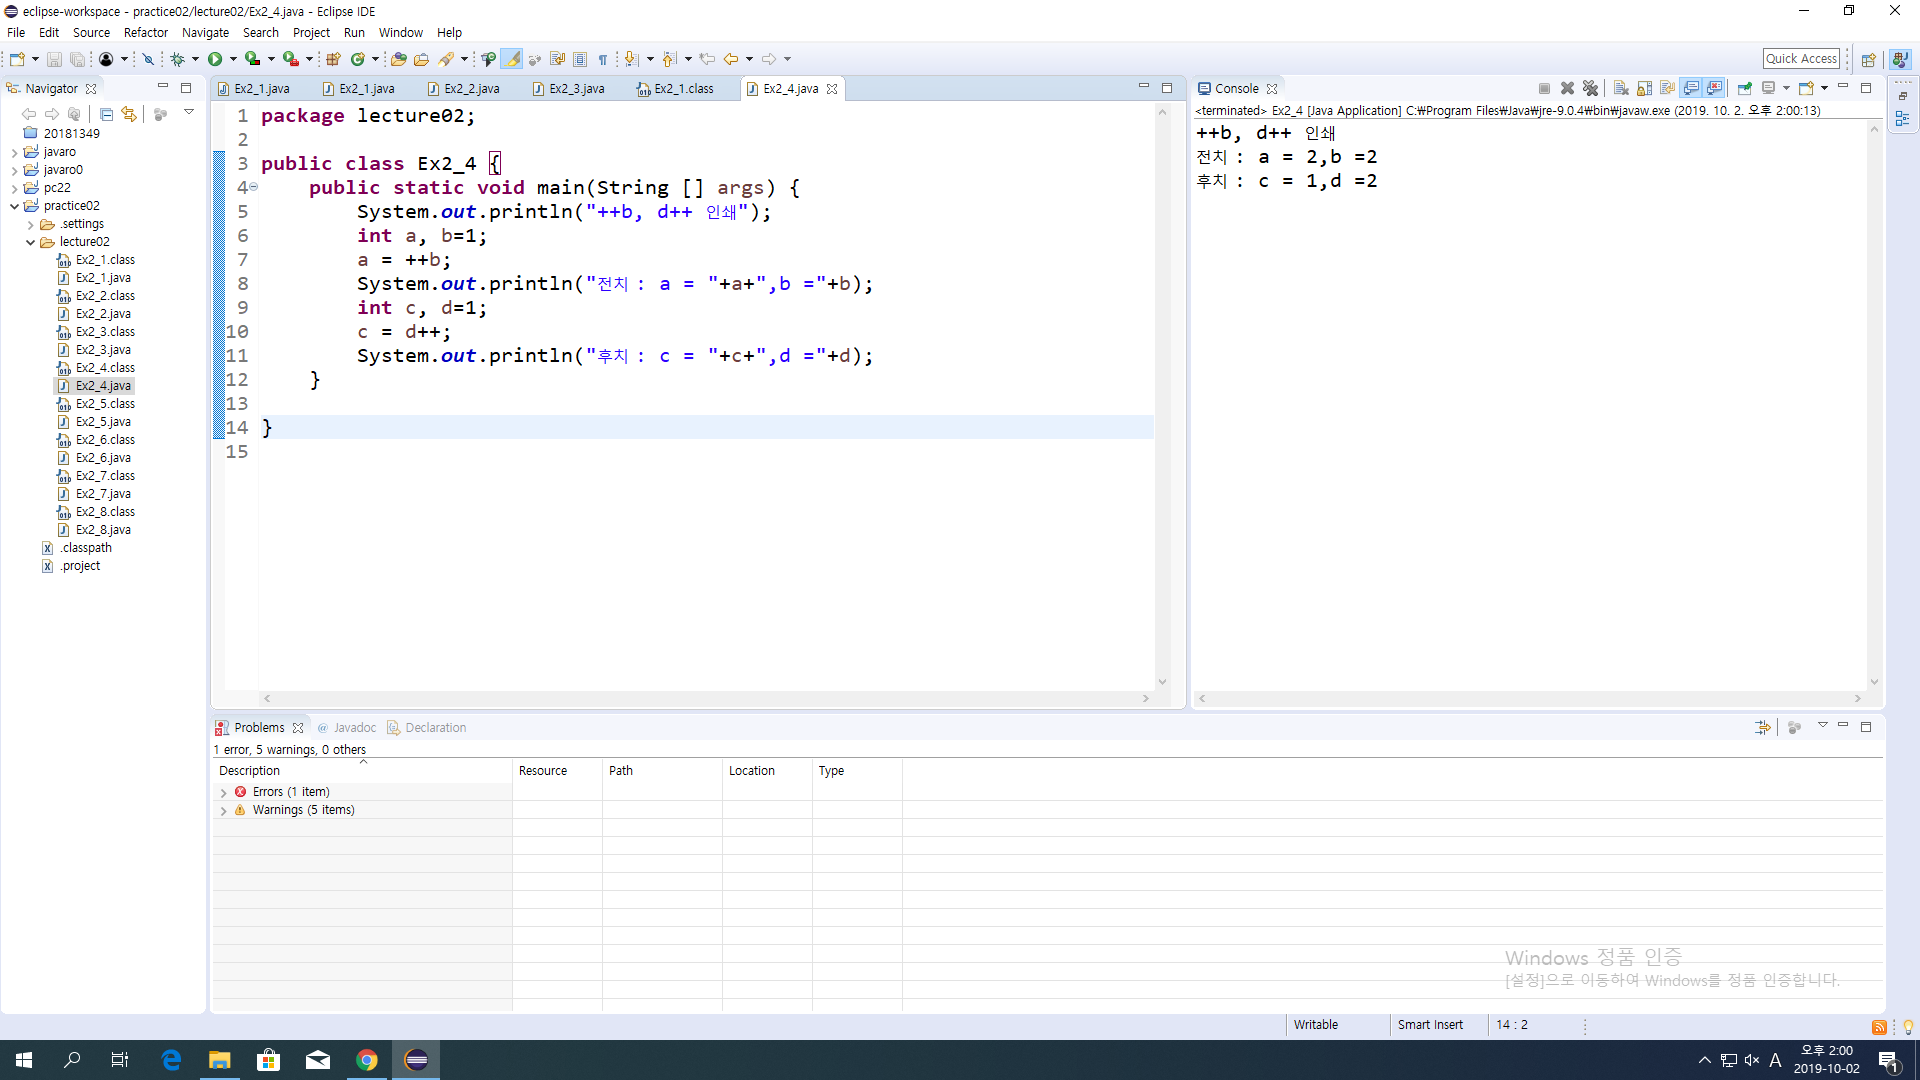 eclipse-workspace - practice02/lecture02/Ex2_4.java - Eclipse IDE
File Edit Source Refactor Navigate Search Project Run Window Help
Quick Access
Navigator
20181349
javaro
javaro0
pc22
practice02
.settings
lecture02
Ex2_1.class
Ex2_1.java
Ex2_2.class
Ex2_2.java
Ex2_3.class
Ex2_3.java
Ex2_4.class
Ex2_4.java
Ex2_5.class
Ex2_5.java
Ex2_6.class
Ex2_6.java
Ex2_7.class
Ex2_7.java
Ex2_8.class
Ex2_8.java
.classpath
.project
Ex2_1.java Ex2_1.java Ex2_2.java Ex2_3.java Ex2_1.class Ex2_4.java
1 package lecture02;
2
3 public class Ex2_4 {
4 public static void main(String [] args) {
5 System.out.println("++b, d++ 인쇄");
6 int a, b=1;
7 a = ++b;
8 System.out.println("전치 : a = "+a+",b ="+b);
9 int c, d=1;
10 c = d++;
11 System.out.println("후치 : c = "+c+",d ="+d);
12 }
13
14 }
15
Console
<terminated> Ex2_4 [Java Application] C:₩Program Files₩Java₩jre-9.0.4₩bin₩javaw.exe (2019. 10. 2. 오후 2:00:13)
++b, d++ 인쇄
전치 : a = 2,b =2
후치 : c = 1,d =2
Problems Javadoc Declaration
1 error, 5 warnings, 0 others
Description Resource Path Location Type
Errors (1 item)
Warnings (5 items)
Windows 정품 인증
[설정]으로 이동하여 Windows를 정품 인증합니다.
Writable Smart Insert 14 : 2
A 오후 2:00
2019-10-02
1